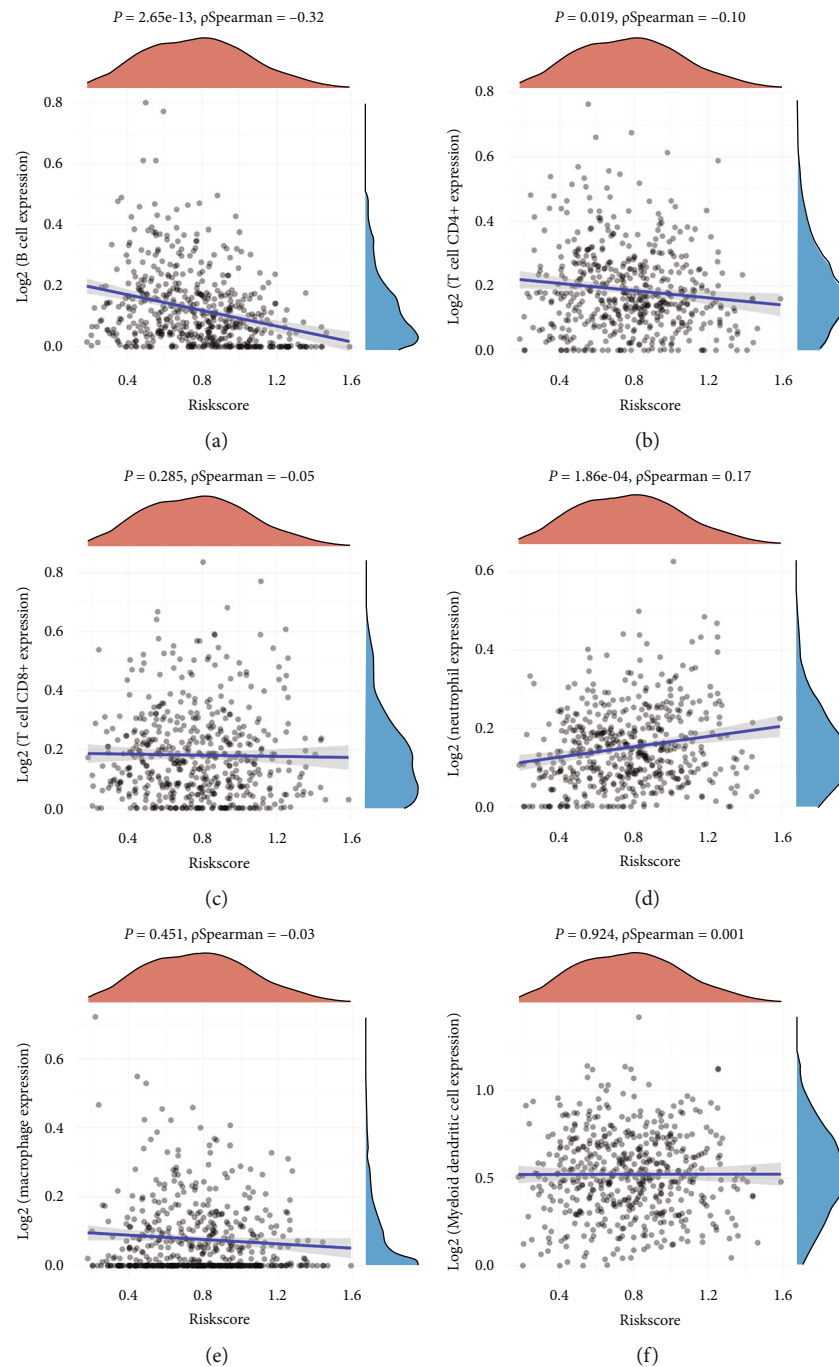 P = 2.65e-13, ρSpearman = –0.32
Log2 (B cell expression)
0.8
0.6
0.4
0.2
0.0
0.4 0.8 1.2 1.6
Riskscore
(a)
P = 0.019, ρSpearman = –0.10
Log2 (T cell CD4+ expression)
0.8
0.6
0.4
0.2
0.0
0.4 0.8 1.2 1.6
Riskscore
(b)
P = 0.285, ρSpearman = –0.05
Log2 (T cell CD8+ expression)
0.8
0.6
0.4
0.2
0.0
0.4 0.8 1.2 1.6
Riskscore
(c)
P = 1.86e-04, ρSpearman = 0.17
Log2 (neutrophil expression)
0.6
0.4
0.2
0.0
0.4 0.8 1.2 1.6
Riskscore
(d)
P = 0.451, ρSpearman = –0.03
Log2 (macrophage expression)
0.6
0.4
0.2
0.0
0.4 0.8 1.2 1.6
Riskscore
(e)
P = 0.924, ρSpearman = 0.001
Log2 (Myeloid dendritic cell expression)
1.0
0.5
0.0
0.4 0.8 1.2 1.6
Riskscore
(f)